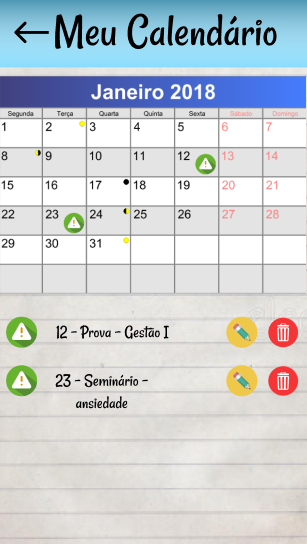 Meu Calendário
Janeiro 2018
Segunda Terça Quarta Quinta Sexta Sábado Domingo
1 2 3 4 5 6 7
8 9 10 11 12 13 14
15 16 17 18 19 20 21
22 23 24 25 26 27 28
29 30 31
12 - Prova - Gestão I
23 - Seminário -
ansiedade